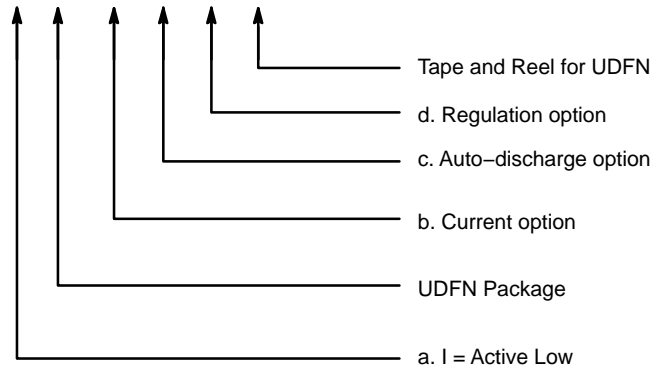 Tape and Reel for UDFN
d. Regulation option
c. Auto−discharge option
b. Current option
UDFN Package
a. I = Active Low